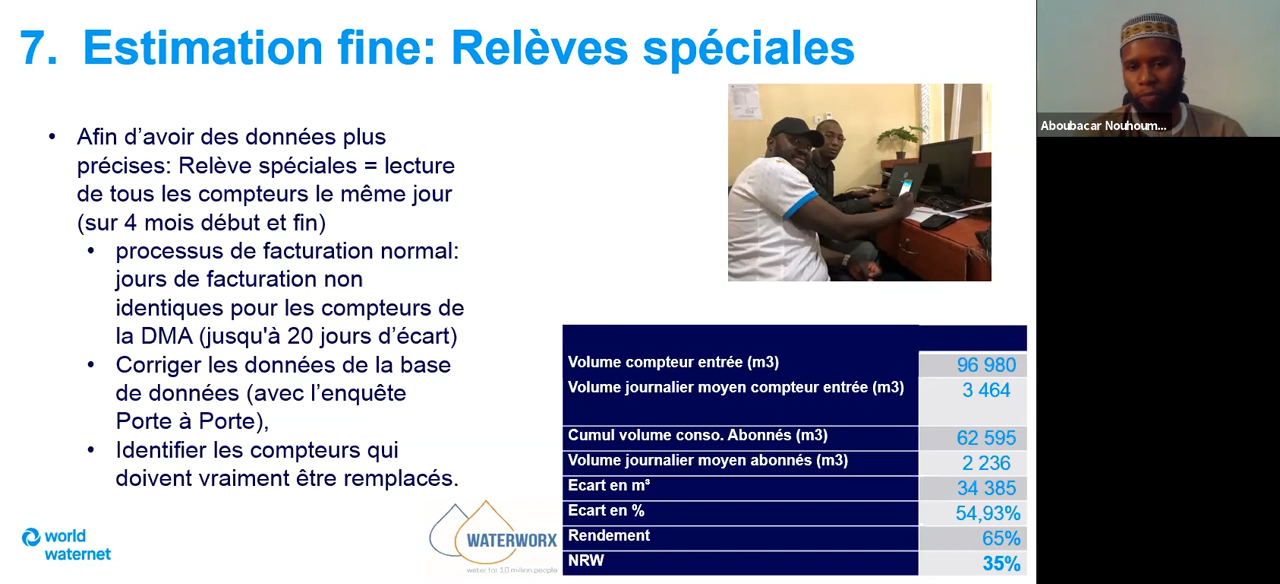 7. Estimation fine: Relèves spéciales
• Afin d'avoir des données plus
précises: Relève spéciales = lecture
de tous les compteurs le même jour
(sur 4 mois début et fin)
• processus de facturation normal:
jours de facturation non
identiques pour les compteurs de
la DMA (jusqu'à 20 jours d'écart)
• Corriger les données de la base
de données (avec l'enquête
Porte à Porte),
• Identifier les compteurs qui
doivent vraiment être remplacés.
Aboubacar Nouhoum...
Volume compteur entrée (m3) 96 980
Volume journalier moyen compteur entrée (m3) 3 464
Cumul volume conso. Abonnés (m3) 62 595
Volume journalier moyen abonnés (m3) 2 236
Ecart en m³ 34 385
Ecart en % 54,93%
Rendement 65%
NRW 35%
world
waternet
WATERWORX
water for 10 million people